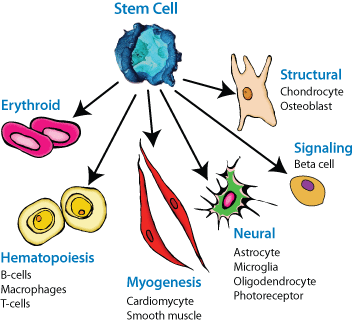 Stem Cell
Erythroid
Structural
Chondrocyte
Osteoblast
Signaling
Beta cell
Neural
Astrocyte
Microglia
Oligodendrocyte
Photoreceptor
Hematopoiesis
B-cells
Macrophages
T-cells
Myogenesis
Cardiomycyte
Smooth muscle